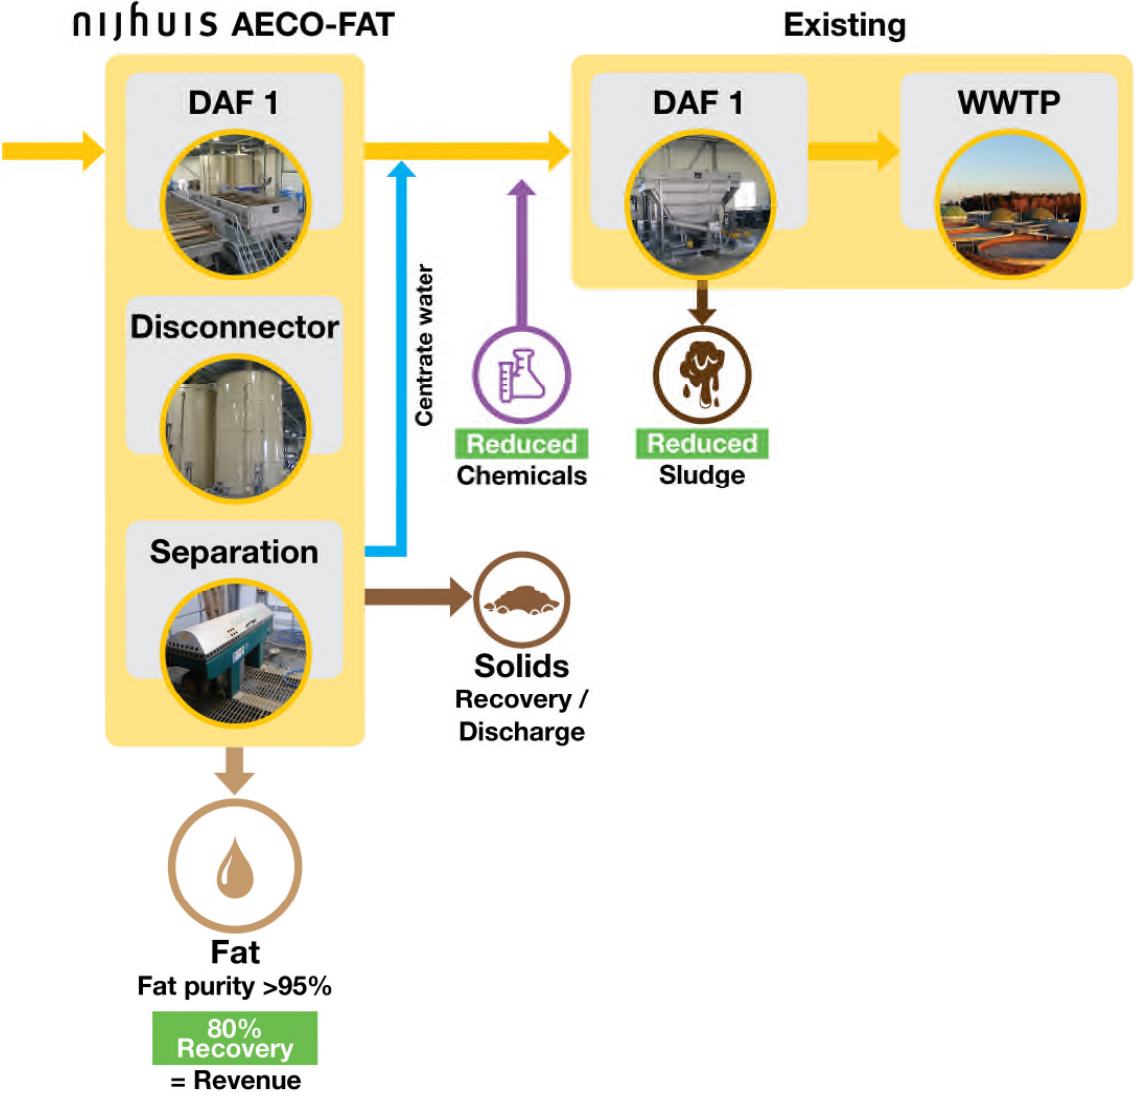 nijhuis AECO-FAT
Existing
DAF 1
DAF 1
WWTP
Disconnector
Centrate water
Reduced
Chemicals
Reduced
Sludge
Separation
Solids
Recovery /
Discharge
Fat
Fat purity >95%
80%
Recovery
= Revenue